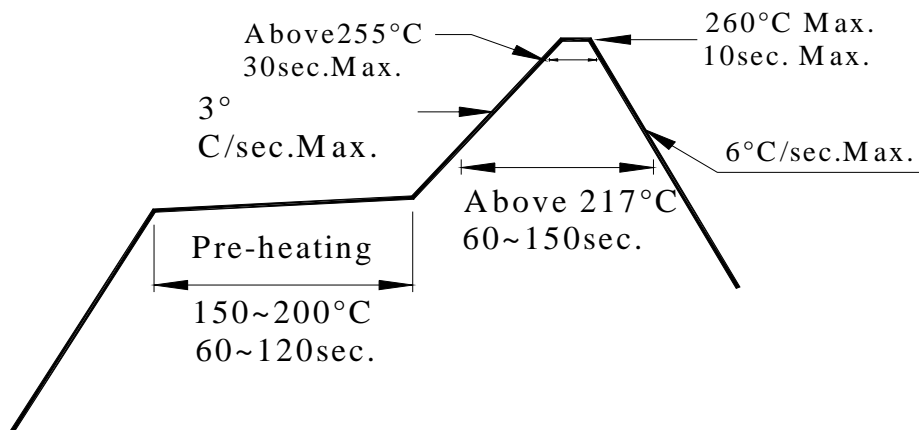 Above255°C
30sec.Max.
260°C Max.
10sec. Max.
3°
C/sec.Max.
6°C/sec.Max.
Above 217°C
60~150sec.
Pre-heating
150~200°C
60~120sec.